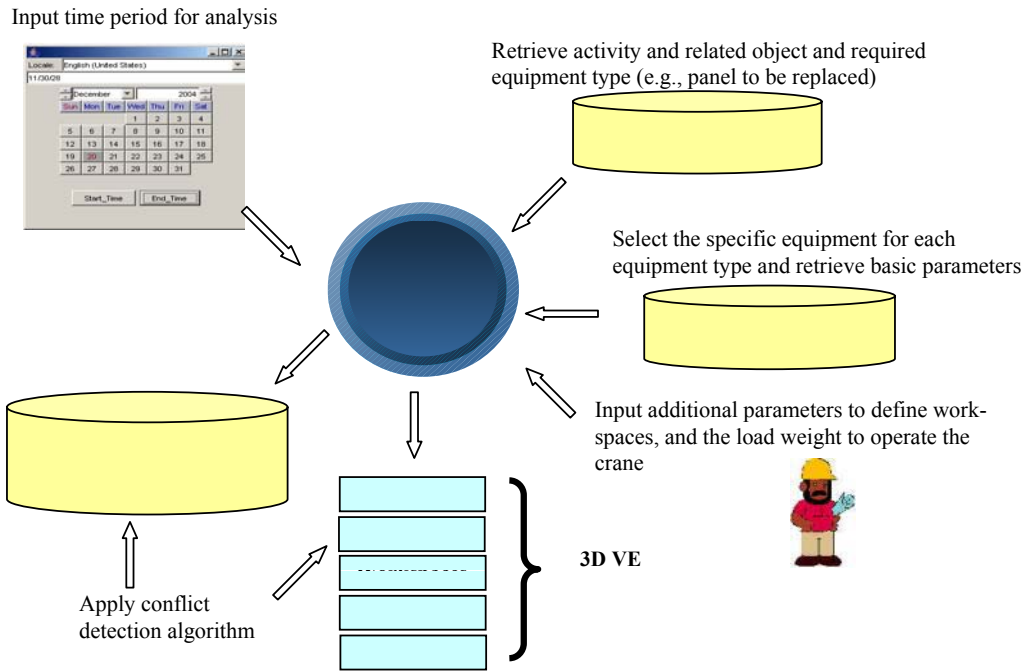 Input time period for analysis
Locale: English (United States)
11/30/20
December 2004
Sun Mon Tue Wed Thu Fri Sat
1 2 3 4
5 6 7 8 9 10 11
12 13 14 15 16 17 18
19 20 21 22 23 24 25
26 27 28 29 30 31
Start_Time End_Time
Retrieve activity and related object and required
equipment type (e.g., panel to be replaced)
Select the specific equipment for each
equipment type and retrieve basic parameters
Input additional parameters to define work-
spaces, and the load weight to operate the
crane
3D VE
Apply conflict
detection algorithm